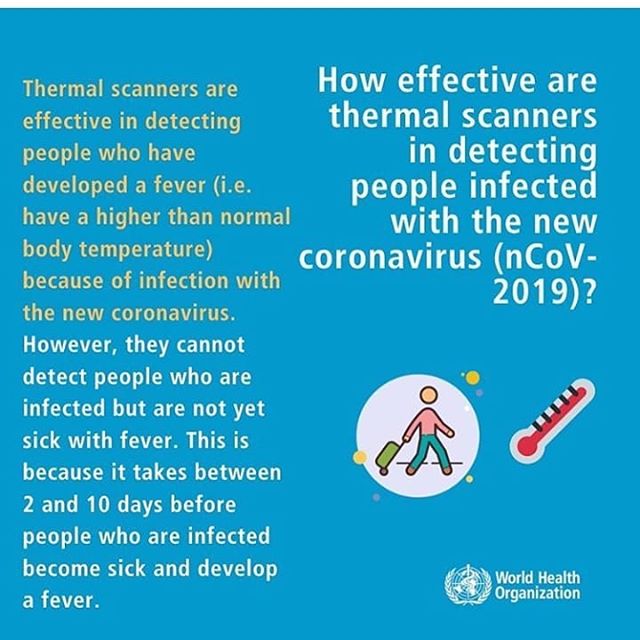 How effective are
thermal scanners
in detecting
people infected
with the new
coronavirus (nCoV-
2019)?
Thermal scanners are
effective in detecting
people who have
developed a fever (i.e.
have a higher than normal
body temperature)
because of infection with
the new coronavirus.
However, they cannot
detect people who are
infected but are not yet
sick with fever. This is
because it takes between
2 and 10 days before
people who are infected
become sick and develop
a fever.
World Health
Organization